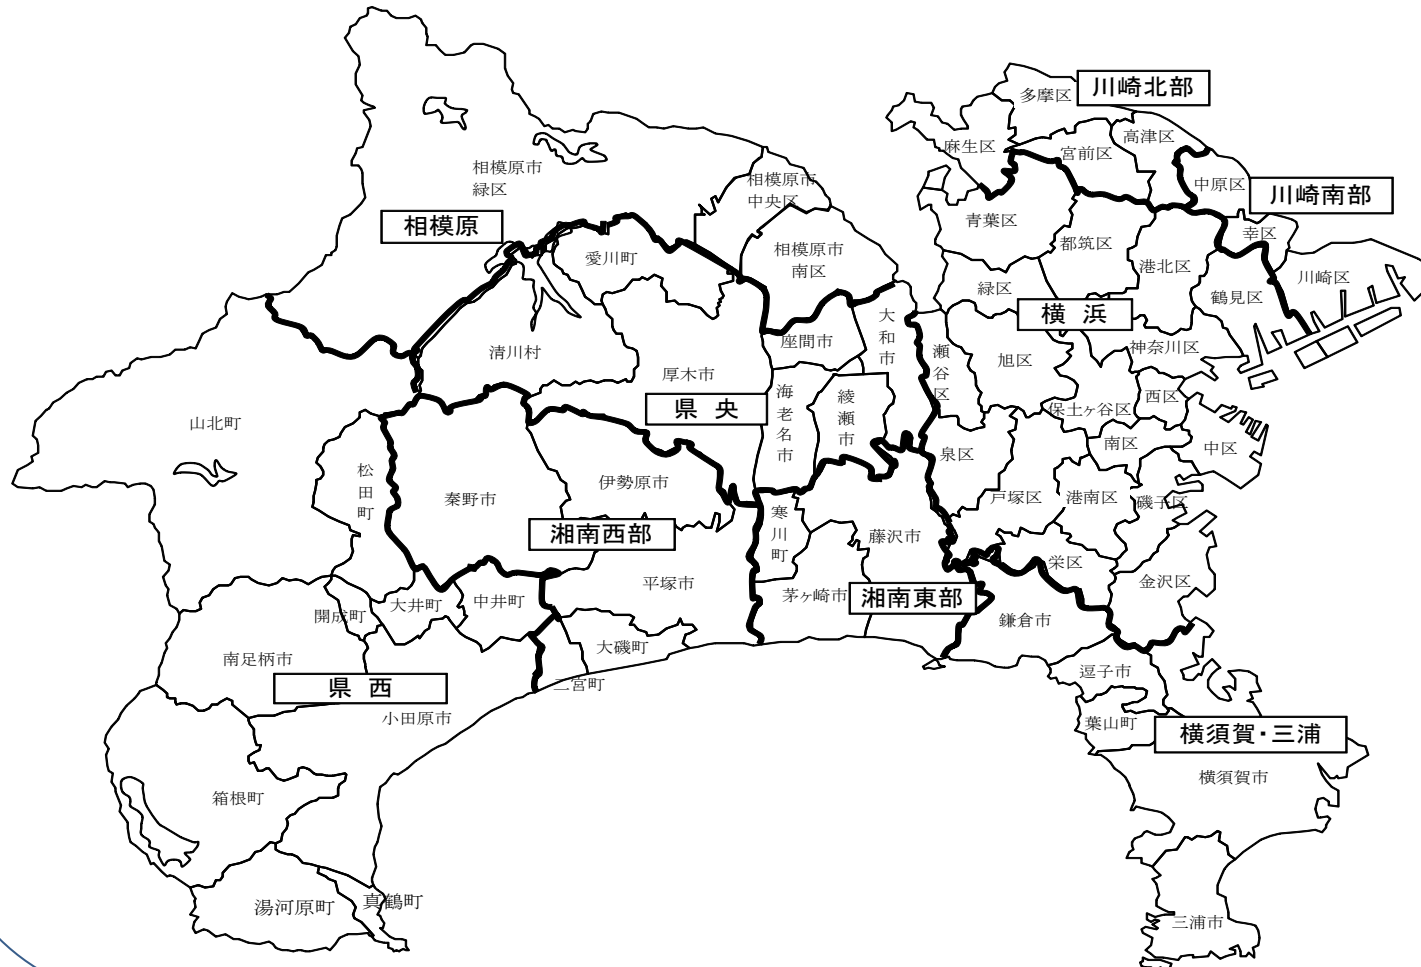 多摩区
川崎北部
高津区
麻生区
宮前区
中原区
川崎南部
相模原市
緑区
相模原市
中央区
相模原
青葉区
都筑区
幸区
愛川町
相模原市
南区
港北区
川崎区
緑区
鶴見区
横 浜
大和市
座間市
神奈川区
清川村
瀬谷区
旭区
厚木市
海老名市
綾瀬市
県 央
保土ヶ谷区
西区
山北町
南区
中区
泉区
松田町
秦野市
伊勢原市
戸塚区
港南区
磯子区
湘南西部
寒川町
藤沢市
栄区
金沢区
平塚市
茅ヶ崎市
湘南東部
開成町
大井町
中井町
鎌倉市
大磯町
南足柄市
県 西
二宮町
逗子市
小田原市
葉山町
横須賀・三浦
箱根町
横須賀市
湯河原町
真鶴町
三浦市